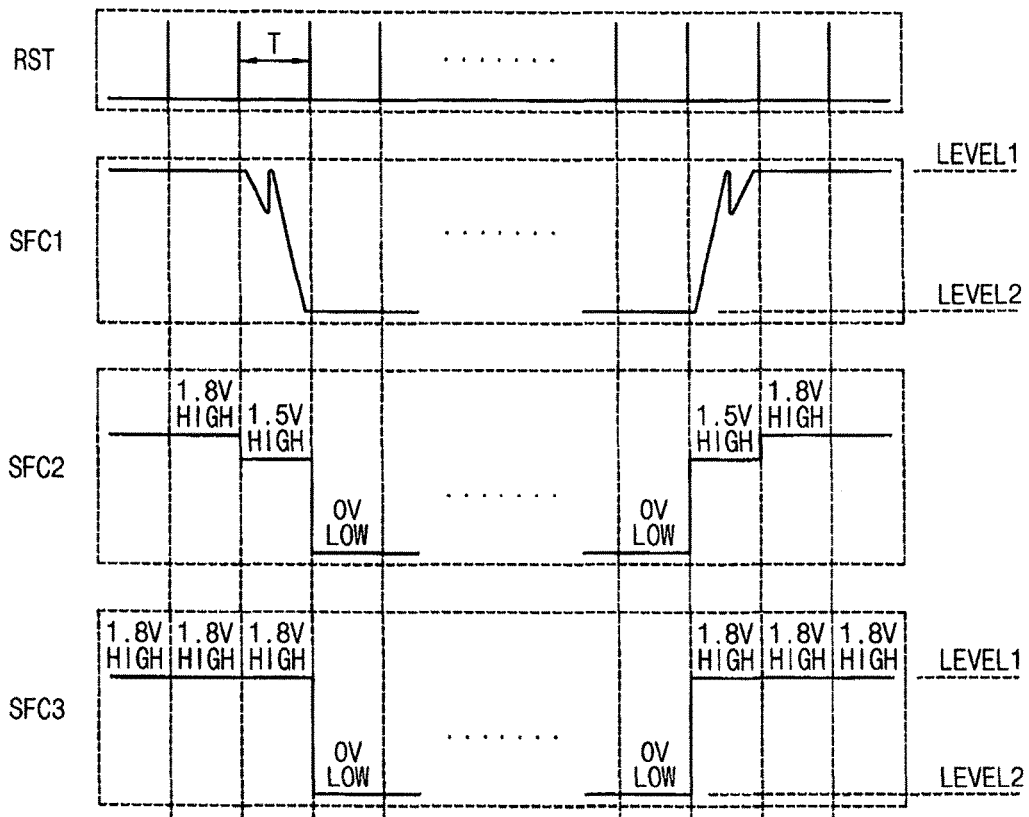 RST
T
LEVEL1
SFC1
LEVEL2
1.8V
HIGH
1.5V
HIGH
1.5V
HIGH
1.8V
HIGH
SFC2
0V
LOW
0V
LOW
1.8V
HIGH
1.8V
HIGH
1.8V
HIGH
1.8V
HIGH
1.8V
HIGH
1.8V
HIGH
LEVEL1
SFC3
0V
LOW
0V
LOW
LEVEL2